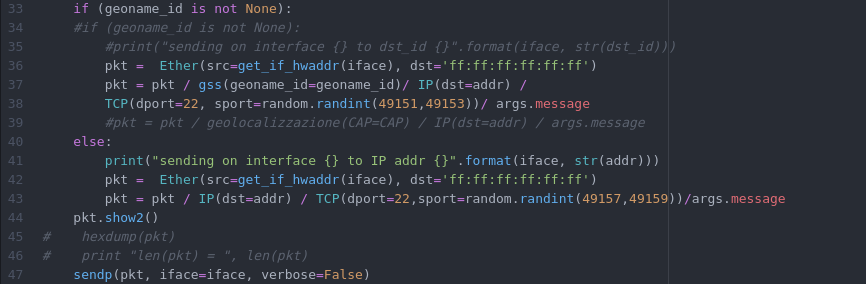 33 if (geoname_id is not None):
34 #if (geoname_id is not None):
35 #print("sending on interface {} to dst_id {}".format(iface, str(dst_id)))
36 pkt =  Ether(src=get_if_hwaddr(iface), dst='ff:ff:ff:ff:ff:ff')
37 pkt = pkt / gss(geoname_id=geoname_id)/ IP(dst=addr) /
38 TCP(dport=22, sport=random.randint(49151,49153))/ args.message
39 #pkt = pkt / geolocalizzazione(CAP=CAP) / IP(dst=addr) / args.message
40 else:
41 print("sending on interface {} to IP addr {}".format(iface, str(addr)))
42 pkt =  Ether(src=get_if_hwaddr(iface), dst='ff:ff:ff:ff:ff:ff')
43 pkt = pkt / IP(dst=addr) / TCP(dport=22,sport=random.randint(49157,49159))/args.message
44 pkt.show2()
45 #    hexdump(pkt)
46 #    print "len(pkt) = ", len(pkt)
47 sendp(pkt, iface=iface, verbose=False)